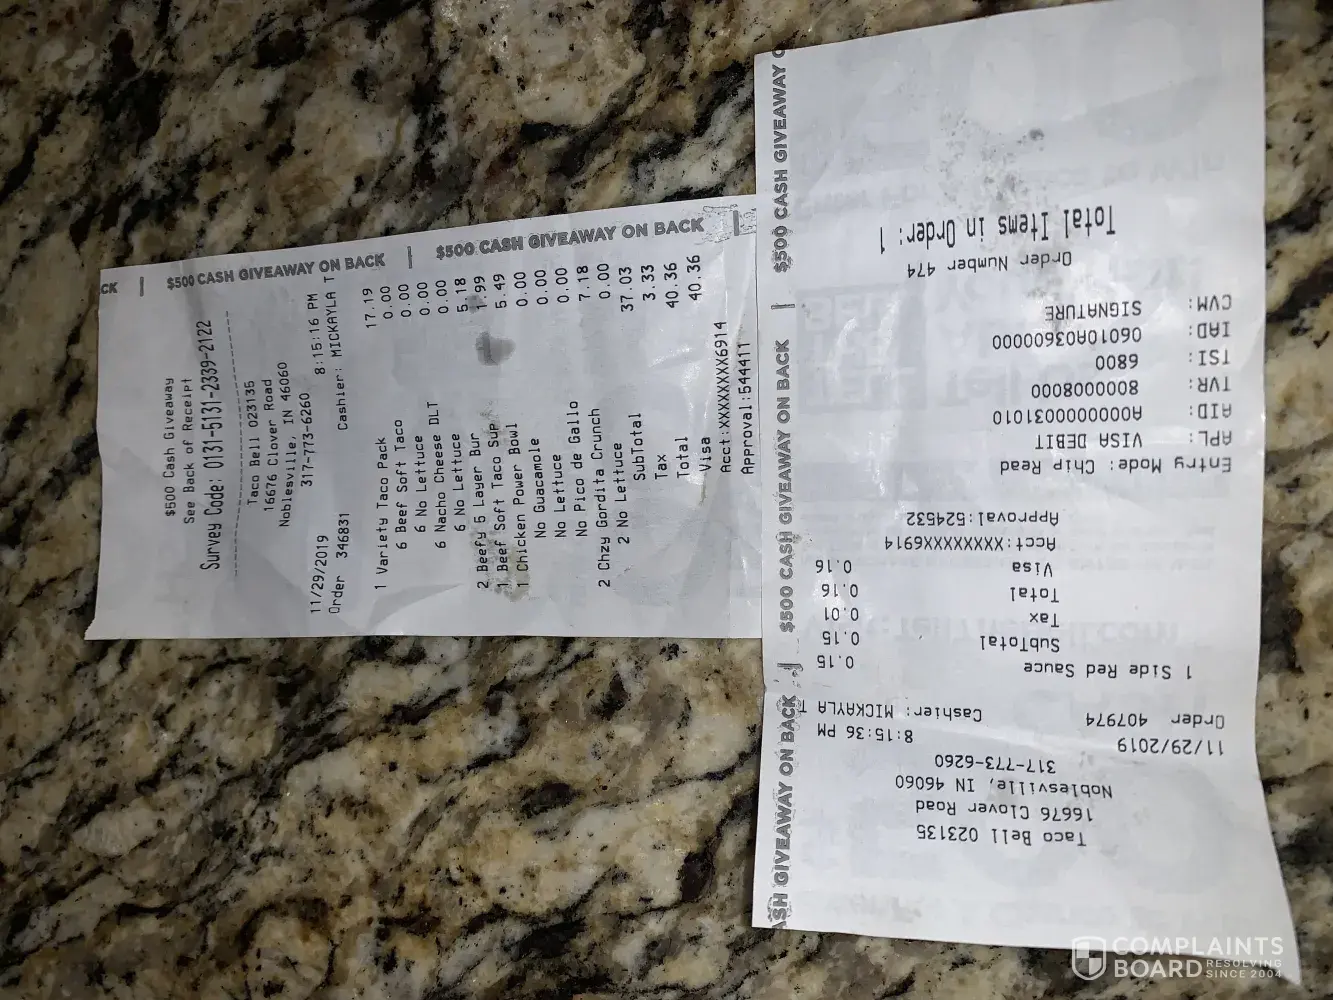 CK | $500 CASH GIVEAWAY ON BACK | $500 CASH GIVEAWAY ON BACK |
$500 Cash Giveaway
See Back of Receipt
Survey Code: 0131-5131-2339-2122
Taco Bell 023135
16676 Clover Road
Noblesville, IN 46060
317-773-6260
11/29/2019 8:15:16 PM
Order 346831 Cashier: MICKAYLA T
1 Variety Taco Pack 17.19
6 Beef Soft Taco 0.00
6 No Lettuce 0.00
6 Nacho Cheese DLT 0.00
6 No Lettuce 0.00
2 Beefy 5 Layer Bur 5.18
1 Beef Soft Taco Sup 1.99
1 Chicken Power Bowl 5.49
No Guacamole 0.00
No Lettuce 0.00
No Pico de Gallo 0.00
2 Chzy Gordita Crunch 7.18
2 No Lettuce 0.00
SubTotal 37.03
Tax 3.33
Total 40.36
Visa 40.36
Acct:XXXXXXXXX6914
Approval:544411
$500 CASH GIVEAWAY ON BACK | $500 CASH GIVEAWAY ON BACK |
Taco Bell 023135
16676 Clover Road
Noblesville, IN 46060
317-773-6260
11/29/2019 8:15:36 PM
Order 407974 Cashier: MICKAYLA T
1 Side Red Sauce 0.15
SubTotal 0.15
Tax 0.01
Total 0.16
Visa 0.16
Acct:XXXXXXXXX6914
Approval:524532
Entry Mode: Chip Read
APL: VISA DEBIT
AID: A0000000031010
TVR: 8000008000
TSI: 6800
IAD: 06010A03600000
CVM: SIGNATURE
Order Number 474
Total Items in Order: 1
COMPLAINTS
BOARD RESOLVING
SINCE 2004